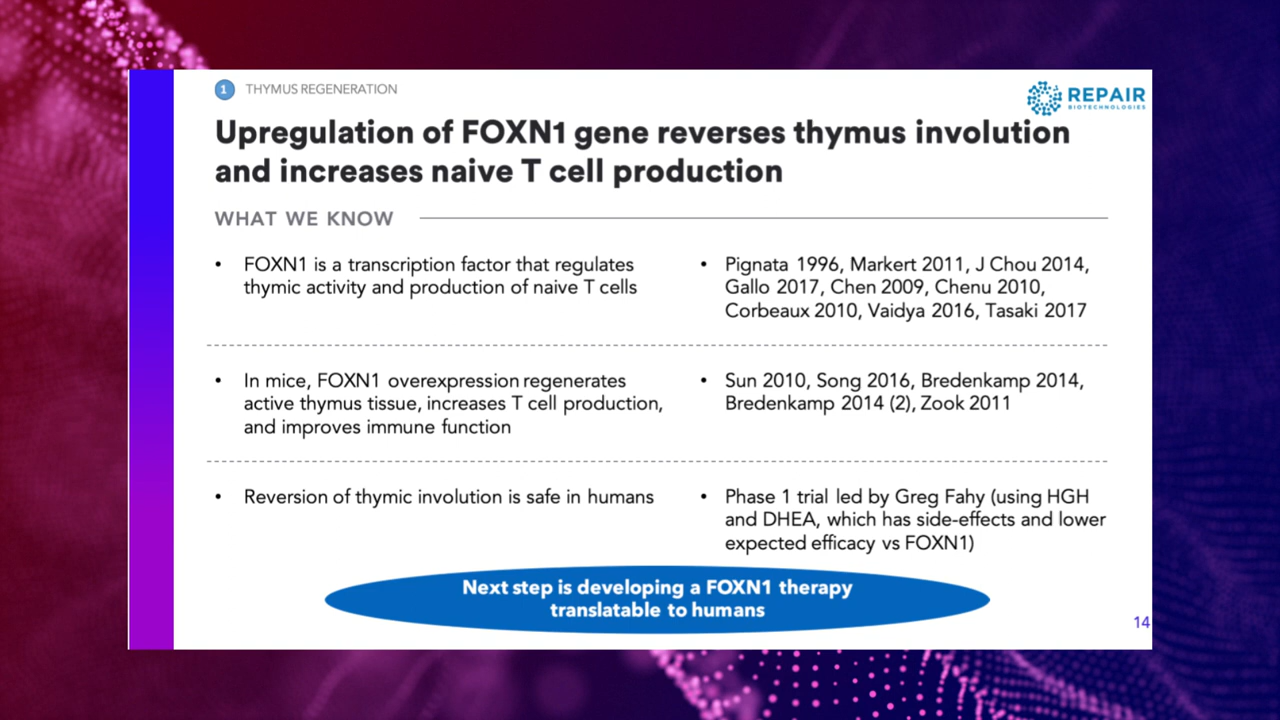 1 THYMUS REGENERATION
REPAIR
BIOTECHNOLOGIES
Upregulation of FOXN1 gene reverses thymus involution
and increases naive T cell production
WHAT WE KNOW
• FOXN1 is a transcription factor that regulates
thymic activity and production of naive T cells
• Pignata 1996, Markert 2011, J Chou 2014,
Gallo 2017, Chen 2009, Chenu 2010,
Corbeaux 2010, Vaidya 2016, Tasaki 2017
• In mice, FOXN1 overexpression regenerates
active thymus tissue, increases T cell production,
and improves immune function
• Sun 2010, Song 2016, Bredenkamp 2014,
Bredenkamp 2014 (2), Zook 2011
• Reversion of thymic involution is safe in humans
• Phase 1 trial led by Greg Fahy (using HGH
and DHEA, which has side-effects and lower
expected efficacy vs FOXN1)
Next step is developing a FOXN1 therapy
translatable to humans
14